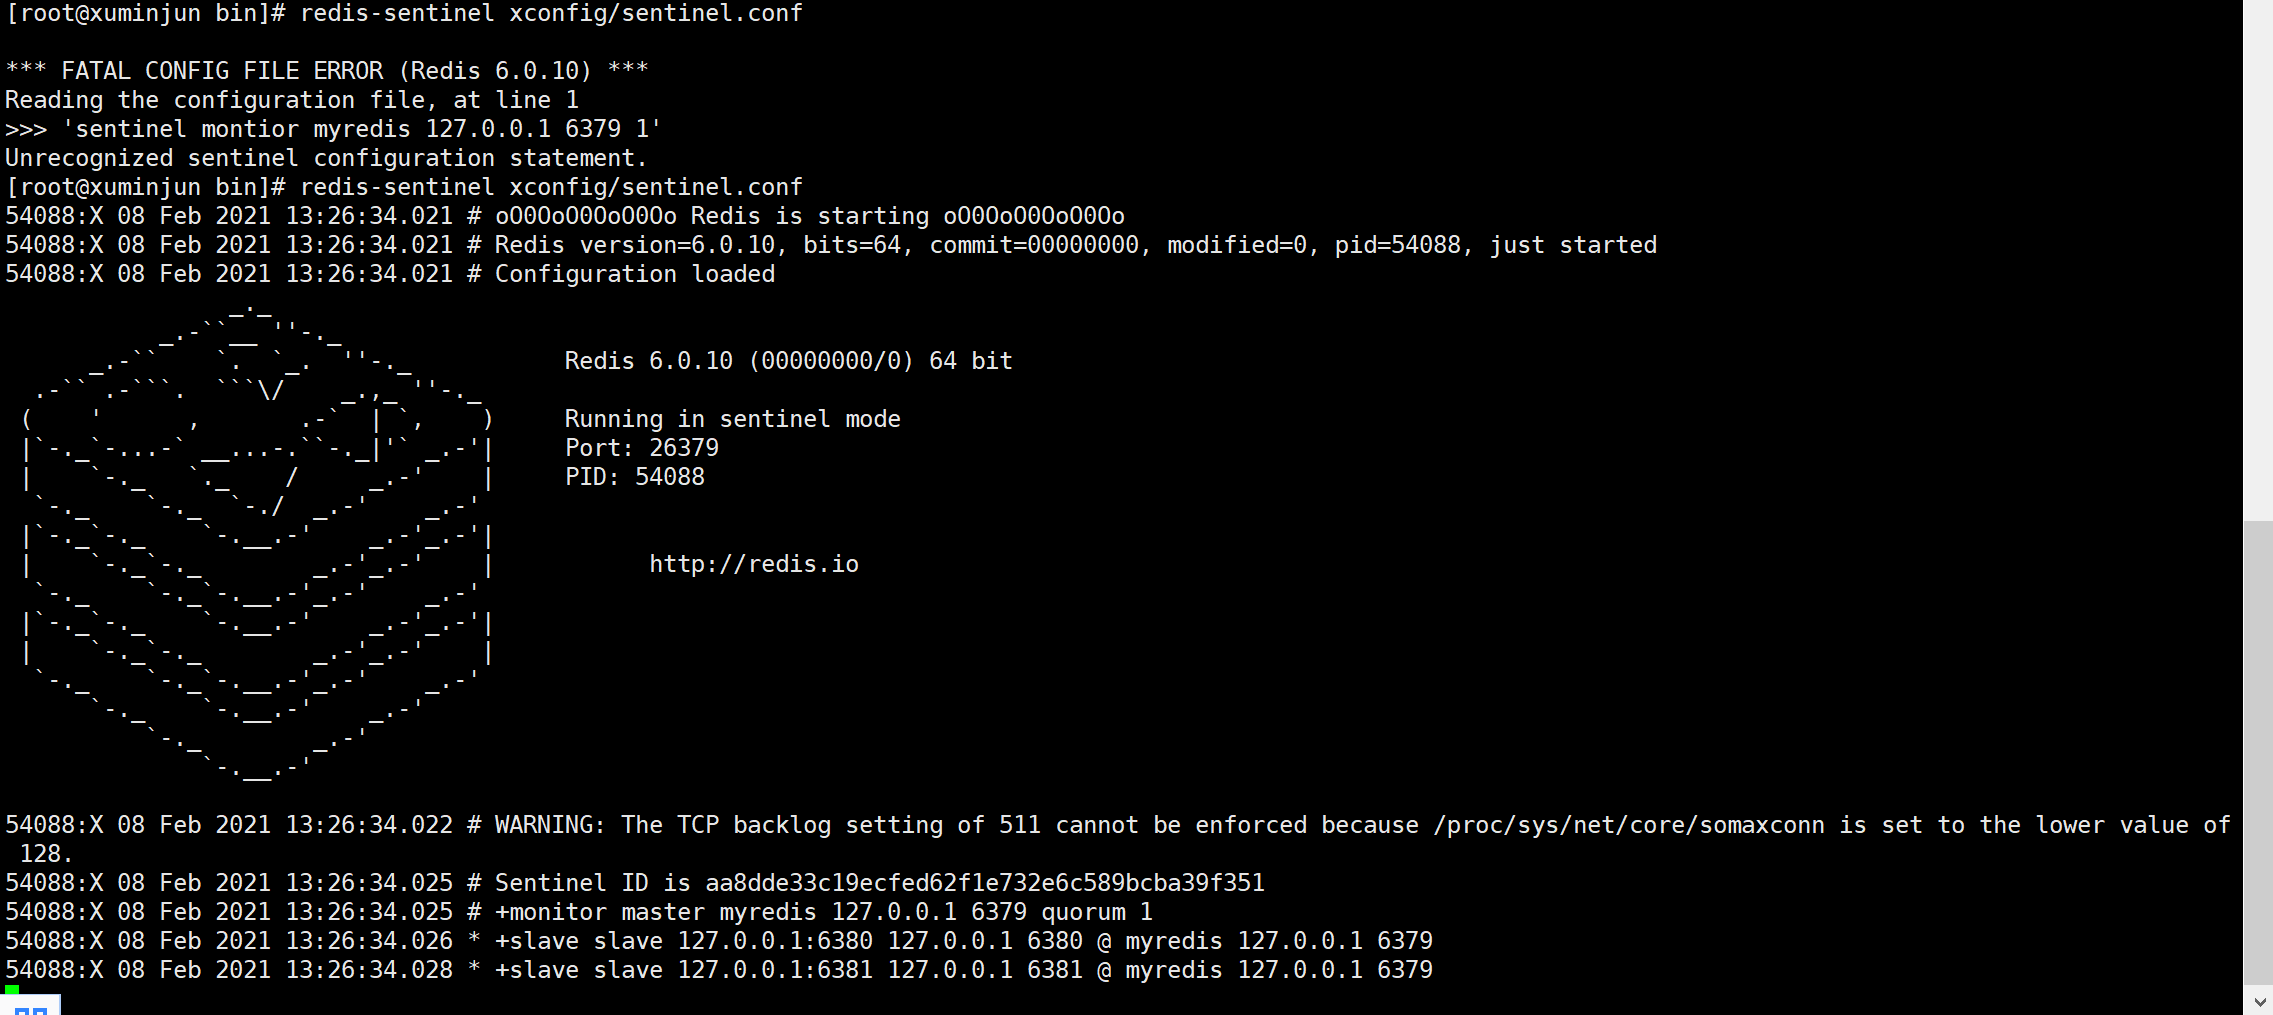 [root@xuminjun bin]# redis-sentinel xconfig/sentinel.conf

*** FATAL CONFIG FILE ERROR (Redis 6.0.10) ***
Reading the configuration file, at line 1
>>> 'sentinel montior myredis 127.0.0.1 6379 1'
Unrecognized sentinel configuration statement.
[root@xuminjun bin]# redis-sentinel xconfig/sentinel.conf
54088:X 08 Feb 2021 13:26:34.021 # oO0OoO0OoO0Oo Redis is starting oO0OoO0OoO0Oo
54088:X 08 Feb 2021 13:26:34.021 # Redis version=6.0.10, bits=64, commit=00000000, modified=0, pid=54088, just started
54088:X 08 Feb 2021 13:26:34.021 # Configuration loaded
Redis 6.0.10 (00000000/0) 64 bit
Running in sentinel mode
Port: 26379
PID: 54088
http://redis.io
54088:X 08 Feb 2021 13:26:34.022 # WARNING: The TCP backlog setting of 511 cannot be enforced because /proc/sys/net/core/somaxconn is set to the lower value of
128.
54088:X 08 Feb 2021 13:26:34.025 # Sentinel ID is aa8dde33c19ecfed62f1e732e6c589bcba39f351
54088:X 08 Feb 2021 13:26:34.025 # +monitor master myredis 127.0.0.1 6379 quorum 1
54088:X 08 Feb 2021 13:26:34.026 * +slave slave 127.0.0.1:6380 127.0.0.1 6380 @ myredis 127.0.0.1 6379
54088:X 08 Feb 2021 13:26:34.028 * +slave slave 127.0.0.1:6381 127.0.0.1 6381 @ myredis 127.0.0.1 6379